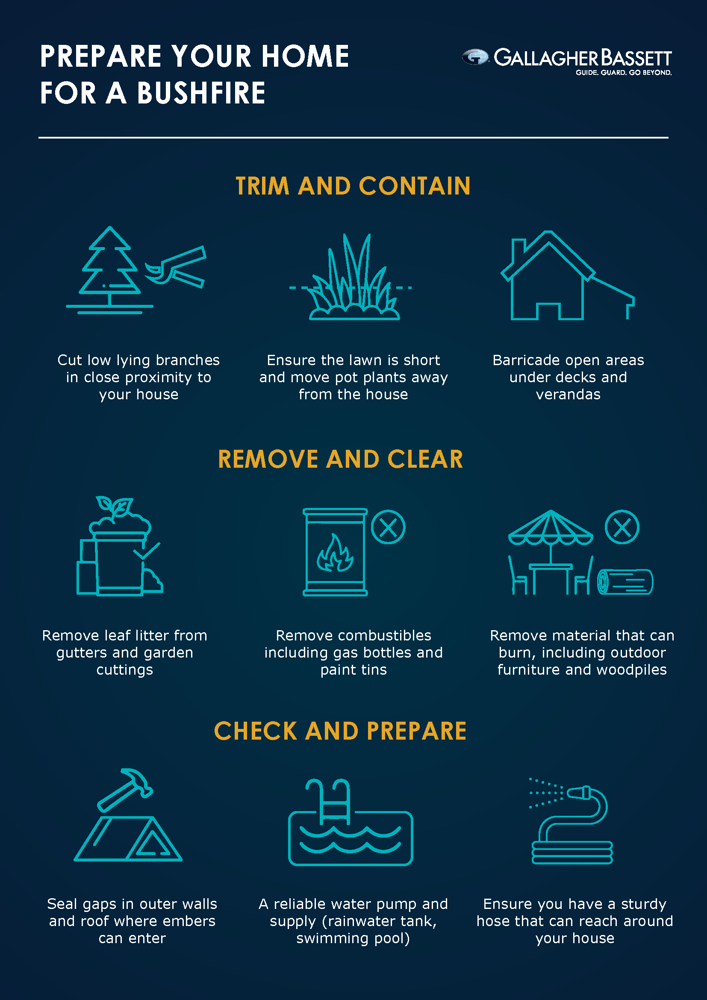 PREPARE YOUR HOME
FOR A BUSHFIRE
GALLAGHER BASSETT
GUIDE. GUARD. GO BEYOND.
TRIM AND CONTAIN
Cut low lying branches
in close proximity to
your house
Ensure the lawn is short
and move pot plants away
from the house
Barricade open areas
under decks and
verandas
REMOVE AND CLEAR
Remove leaf litter from
gutters and garden
cuttings
Remove combustibles
including gas bottles and
paint tins
Remove material that can
burn, including outdoor
furniture and woodpiles
CHECK AND PREPARE
Seal gaps in outer walls
and roof where embers
can enter
A reliable water pump and
supply (rainwater tank,
swimming pool)
Ensure you have a sturdy
hose that can reach around
your house